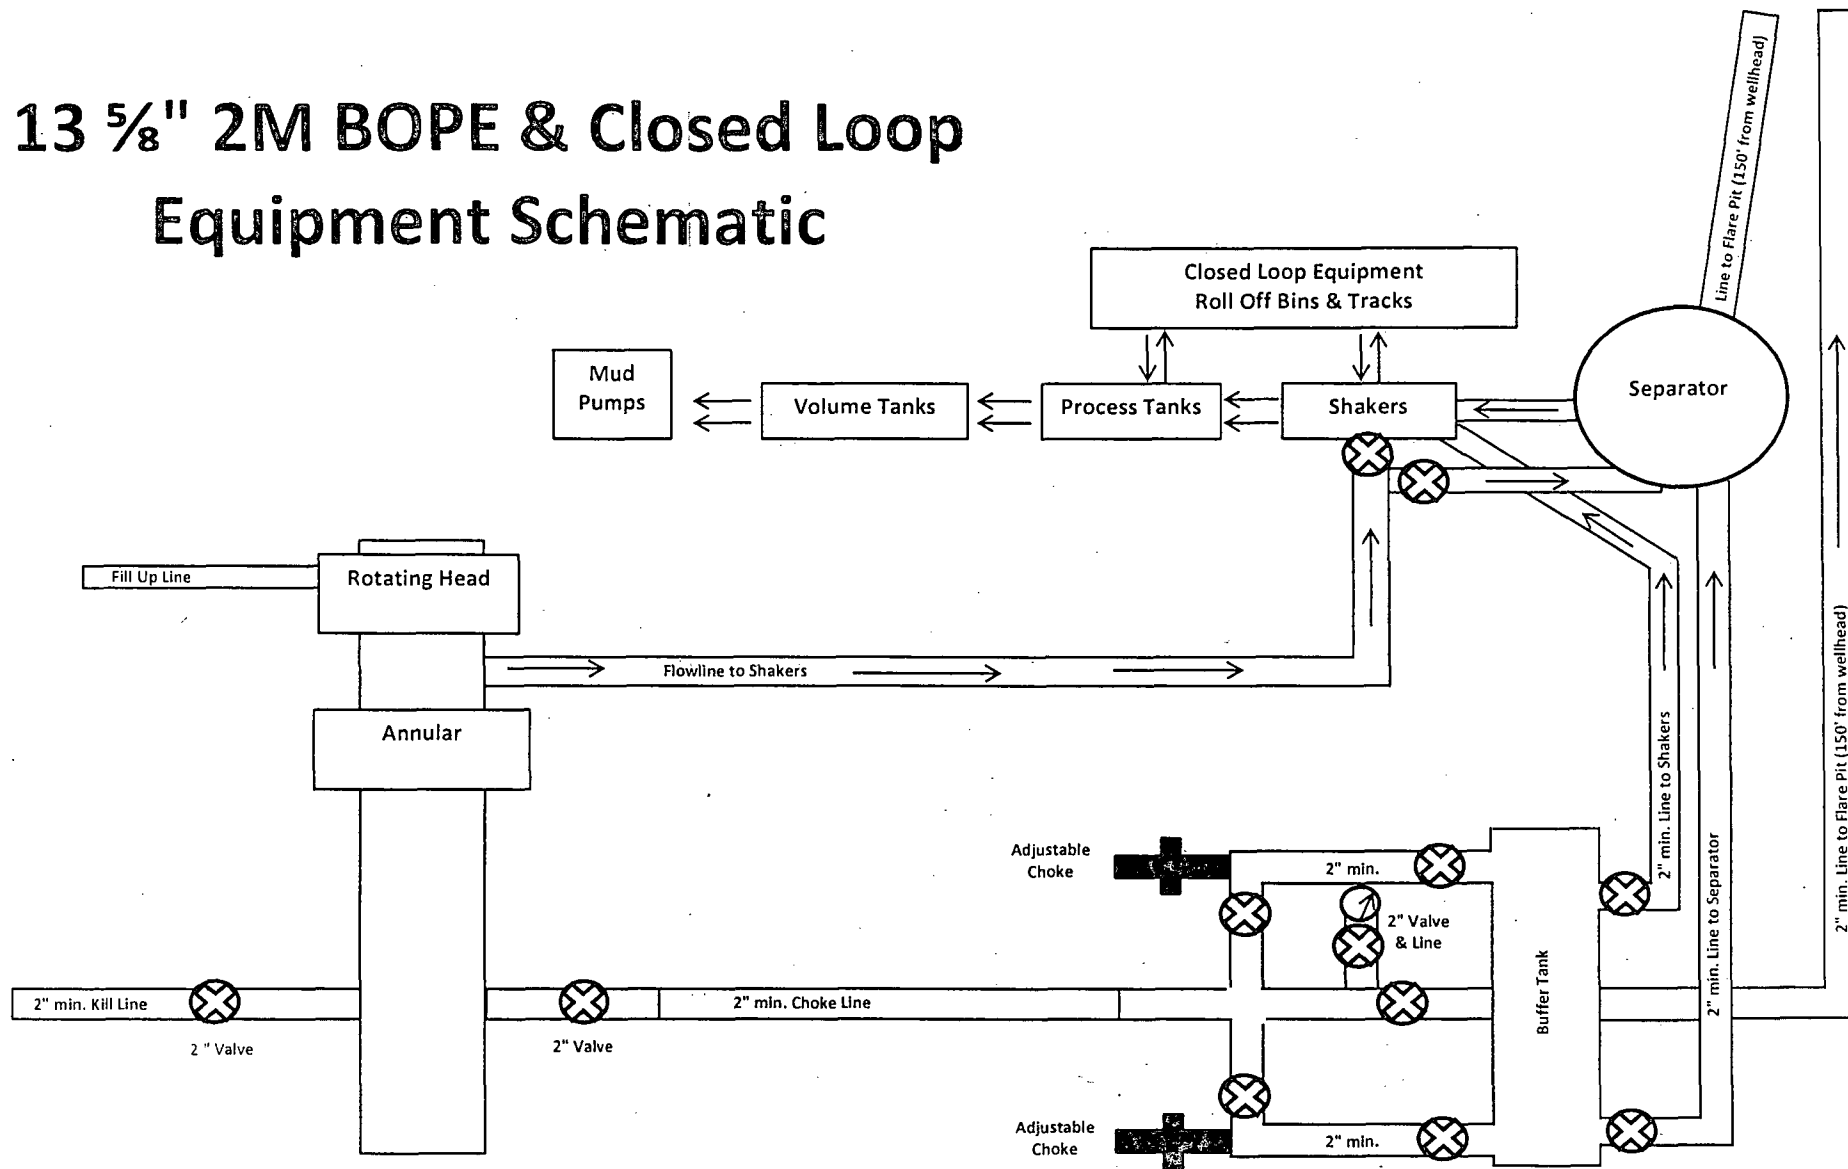 13 ⅝" 2M BOPE & Closed Loop
Equipment Schematic
Line to Flare Pit (150' from wellhead)
Closed Loop Equipment
Roll Off Bins & Tracks
Mud
Pumps
Volume Tanks
Process Tanks
Shakers
Separator
Fill Up Line
Rotating Head
Flowline to Shakers
Annular
2" min. Line to Shakers
2" min. Line to Separator
2" min. Line to Flare Pit (150' from wellhead)
Adjustable
Choke
2" min.
2" Valve
& Line
Buffer Tank
2" min. Kill Line
2" min. Choke Line
2 " Valve
2" Valve
Adjustable
Choke
2" min.